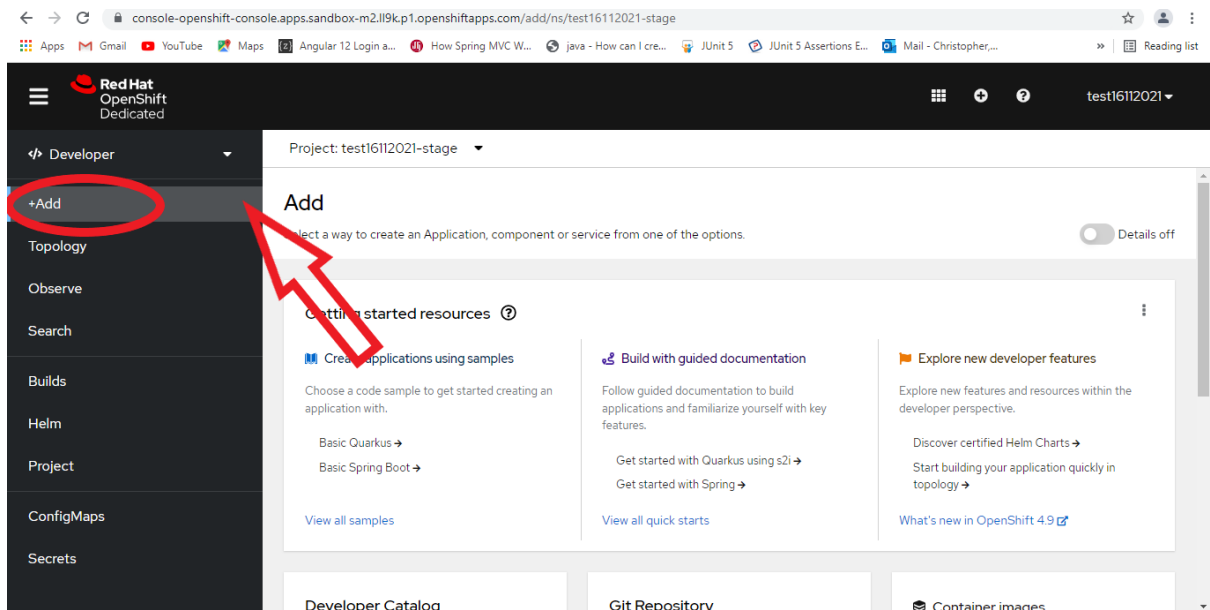 console-openshift-console.apps.sandbox-m2.ll9k.p1.openshiftapps.com/add/ns/test16112021-stage
Apps Gmail YouTube Maps Angular 12 Login a... How Spring MVC W... java - How can I cre... JUnit 5 JUnit 5 Assertions E... Mail - Christopher,... » Reading list
Red Hat
OpenShift
Dedicated
test16112021
Developer
Project: test16112021-stage
+Add
Topology
Observe
Search
Builds
Helm
Project
ConfigMaps
Secrets
Add
Select a way to create an Application, component or service from one of the options.
Details off
Getting started resources
Create applications using samples
Choose a code sample to get started creating an
application with.
Basic Quarkus →
Basic Spring Boot →
View all samples
Build with guided documentation
Follow guided documentation to build
applications and familiarize yourself with key
features.
Get started with Quarkus using s2i →
Get started with Spring →
View all quick starts
Explore new developer features
Explore new features and resources within the
developer perspective.
Discover certified Helm Charts →
Start building your application quickly in
topology →
What's new in OpenShift 4.9
Developer Catalog
Git Repository
Container images